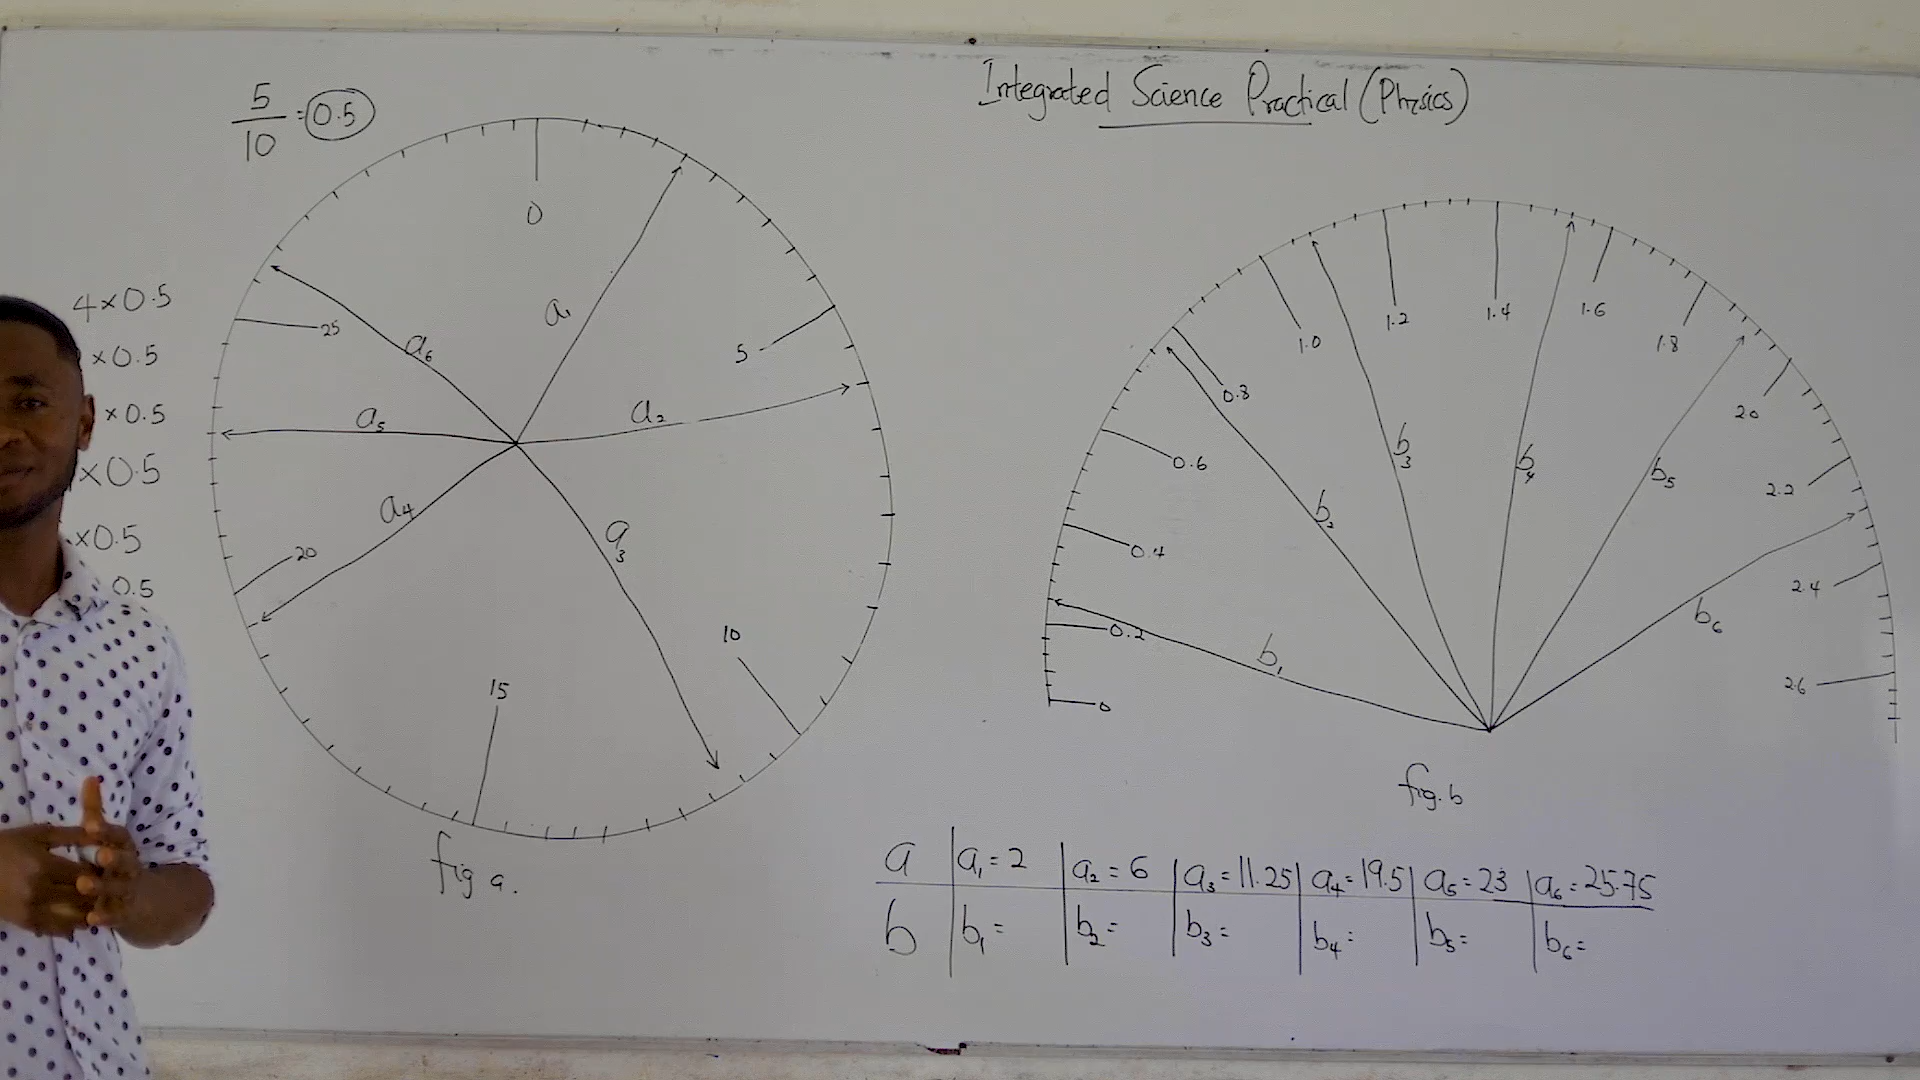 Integrated Science Practical (Physics)
5
10
=0.5
4×0.5
×0.5
×0.5
×0.5
×0.5
0.5
0
5
10
15
20
25
a1
a2
a3
a4
a5
a6
fig a.
0
0.2
0.4
0.6
0.8
1.0
1.2
1.4
1.6
1.8
2.0
2.2
2.4
2.6
b1
b2
b3
b4
b5
b6
fig. b
a | a1=2 | a2=6 | a3=11.25 | a4=19.5 | a5=23 | a6=25.75
b | b1= | b2= | b3= | b4= | b5= | b6=